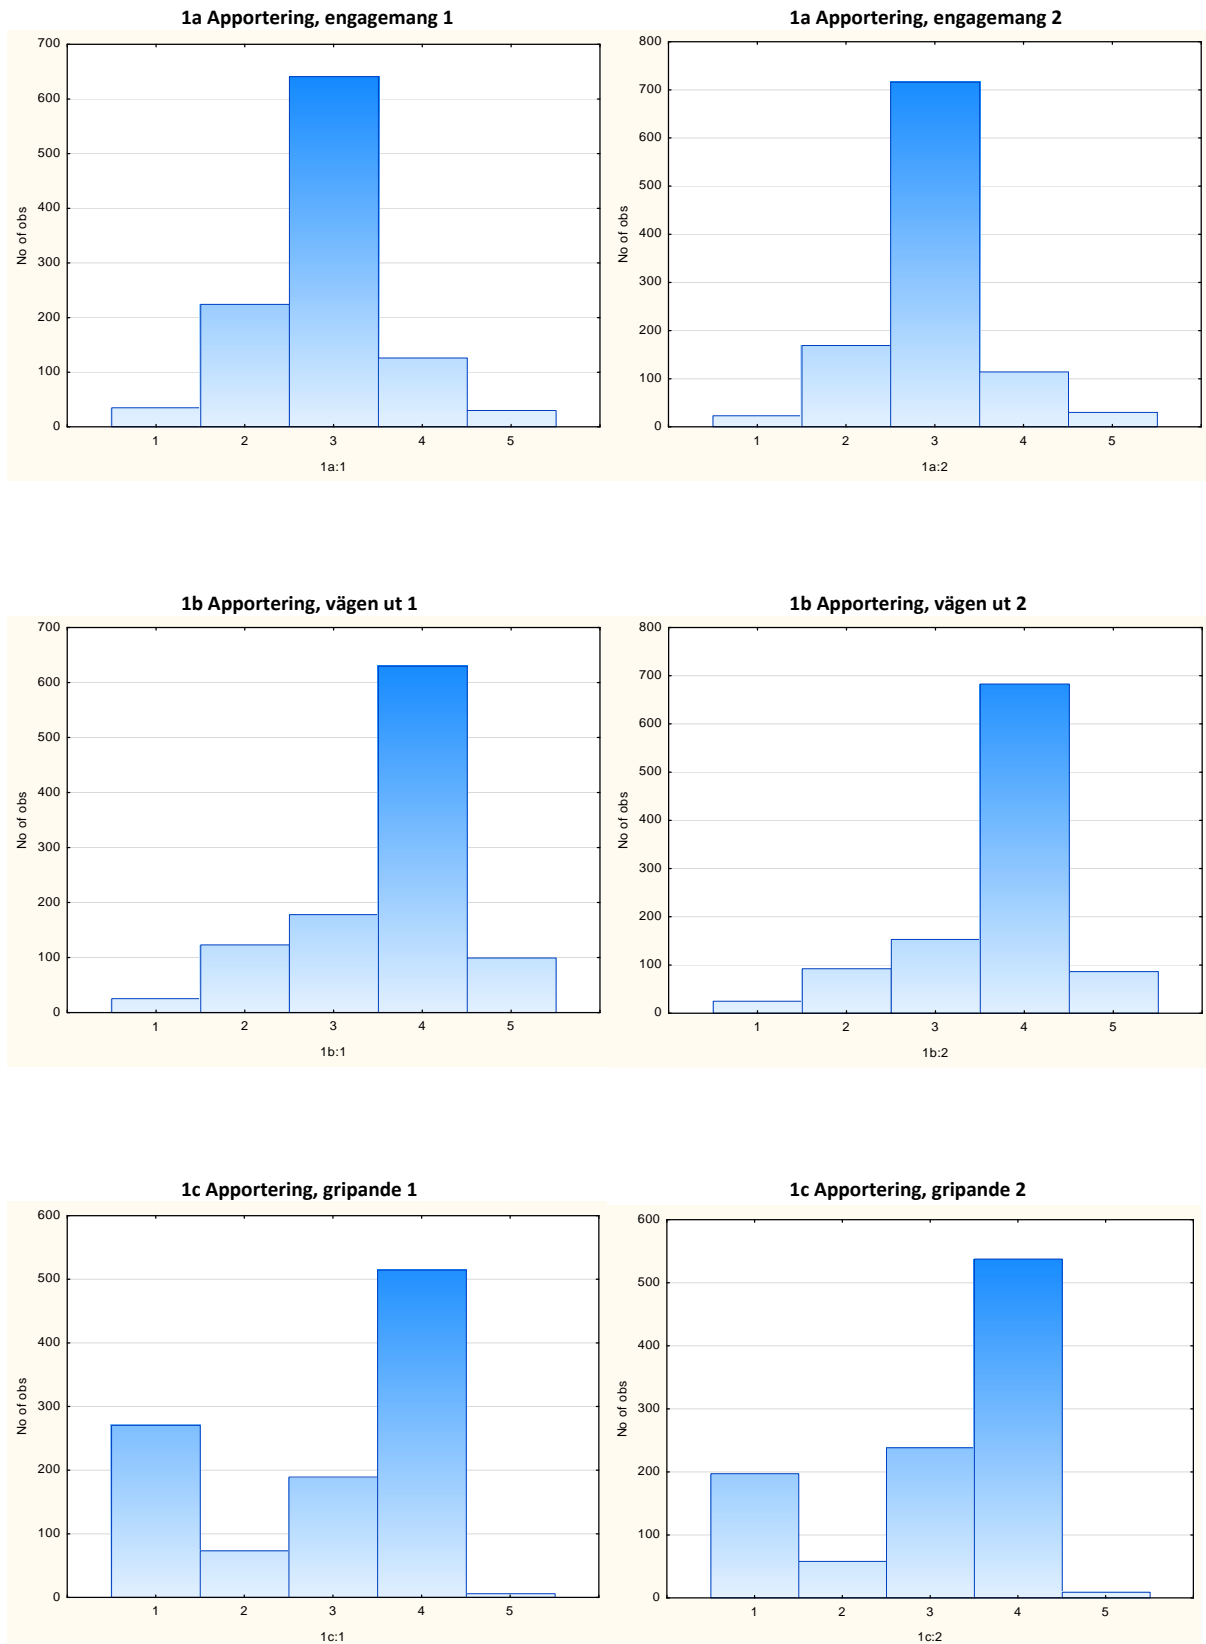 1a Apportering, engagemang 1
700
600
500
400
300
200
100
0
No of obs
1 2 3 4 5
1a:1
1a Apportering, engagemang 2
800
700
600
500
400
300
200
100
0
No of obs
1 2 3 4 5
1a:2
1b Apportering, vägen ut 1
700
600
500
400
300
200
100
0
No of obs
1 2 3 4 5
1b:1
1b Apportering, vägen ut 2
800
700
600
500
400
300
200
100
0
No of obs
1 2 3 4 5
1b:2
1c Apportering, gripande 1
600
500
400
300
200
100
0
No of obs
1 2 3 4 5
1c:1
1c Apportering, gripande 2
600
500
400
300
200
100
0
No of obs
1 2 3 4 5
1c:2